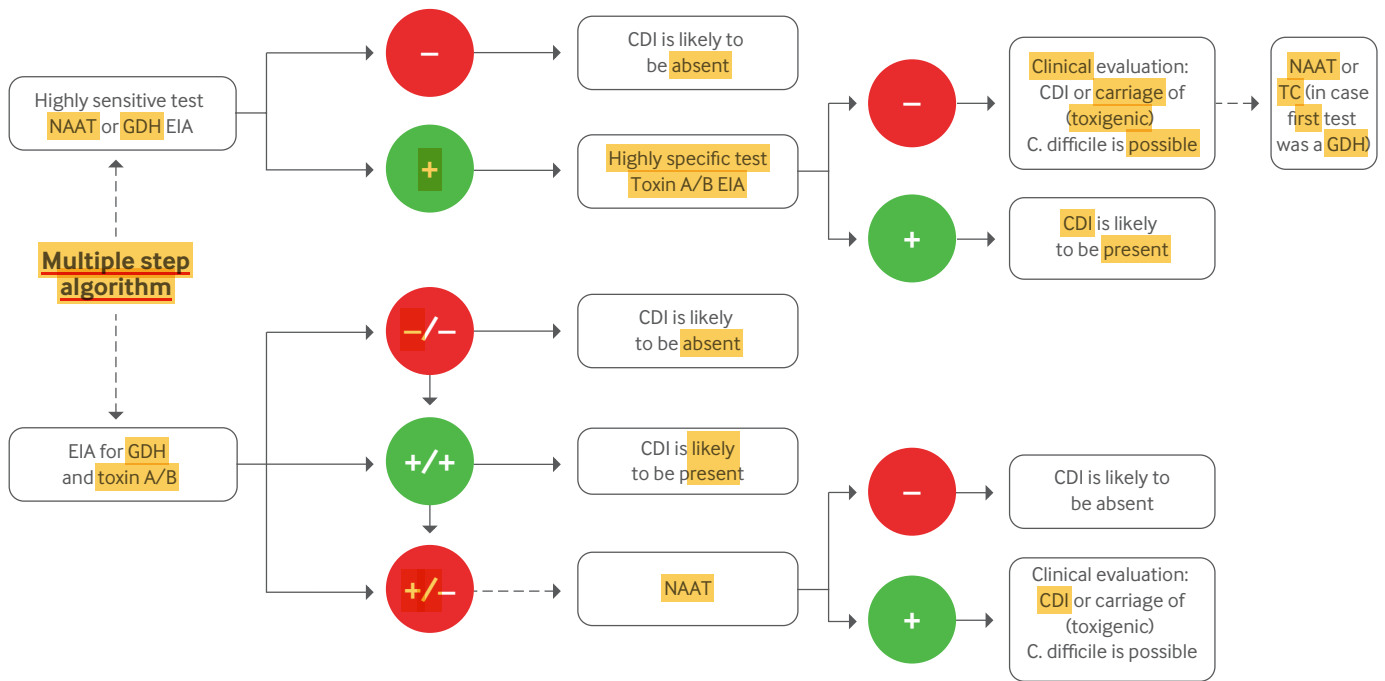 Highly sensitive test
NAAT or GDH EIA
–
CDI is likely to
be absent
+
Highly specific test
Toxin A/B EIA
–
Clinical evaluation:
CDI or carriage of
(toxigenic)
C. difficile is possible
NAAT or
TC (in case
first test
was a GDH)
+
CDI is likely
to be present
Multiple step
algorithm
EIA for GDH
and toxin A/B
–/–
CDI is likely
to be absent
+/+
CDI is likely
to be present
+/–
NAAT
–
CDI is likely to
be absent
+
Clinical evaluation:
CDI or carriage of
(toxigenic)
C. difficile is possible